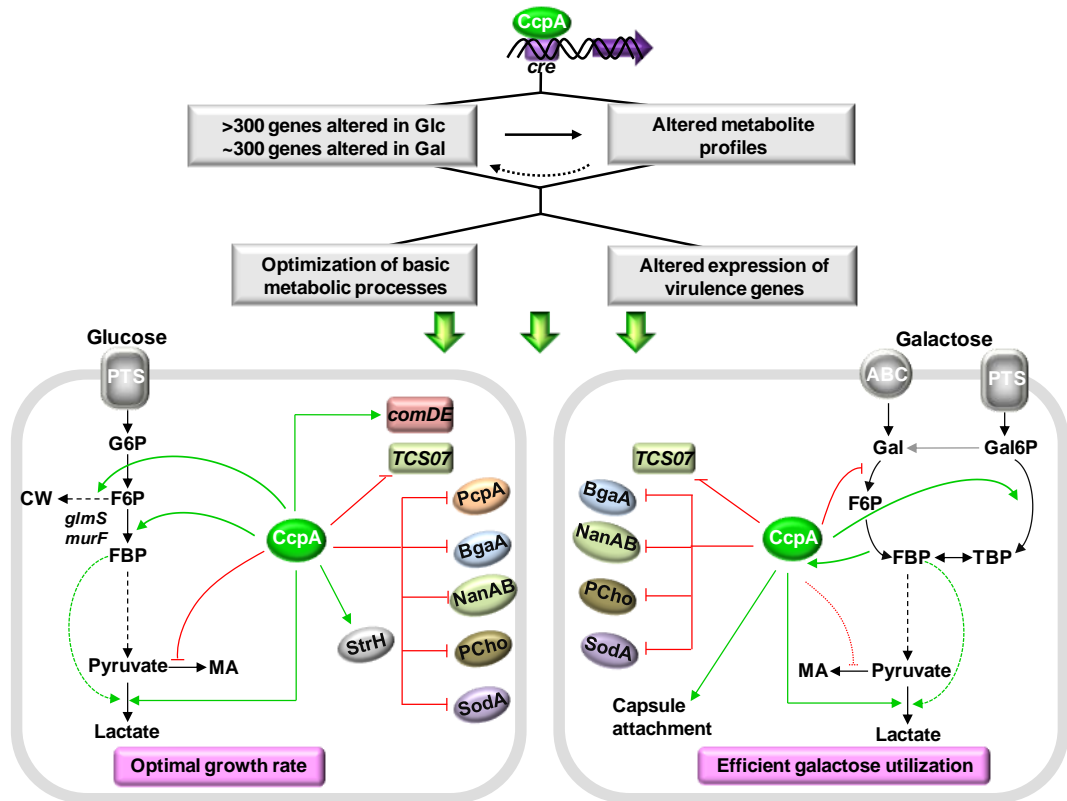 CcpA
cre
>300 genes altered in Glc
~300 genes altered in Gal
Altered metabolite
profiles
Optimization of basic
metabolic processes
Altered expression of
virulence genes
Glucose
PTS
G6P
CW
F6P
glmS
murF
FBP
Pyruvate
MA
Lactate
CcpA
comDE
TCS07
PcpA
BgaA
NanAB
StrH
PCho
SodA
Optimal growth rate
Galactose
ABC
PTS
Gal
Gal6P
TCS07
BgaA
NanAB
PCho
SodA
CcpA
F6P
FBP
TBP
MA
Pyruvate
Capsule
attachment
Lactate
Efficient galactose utilization